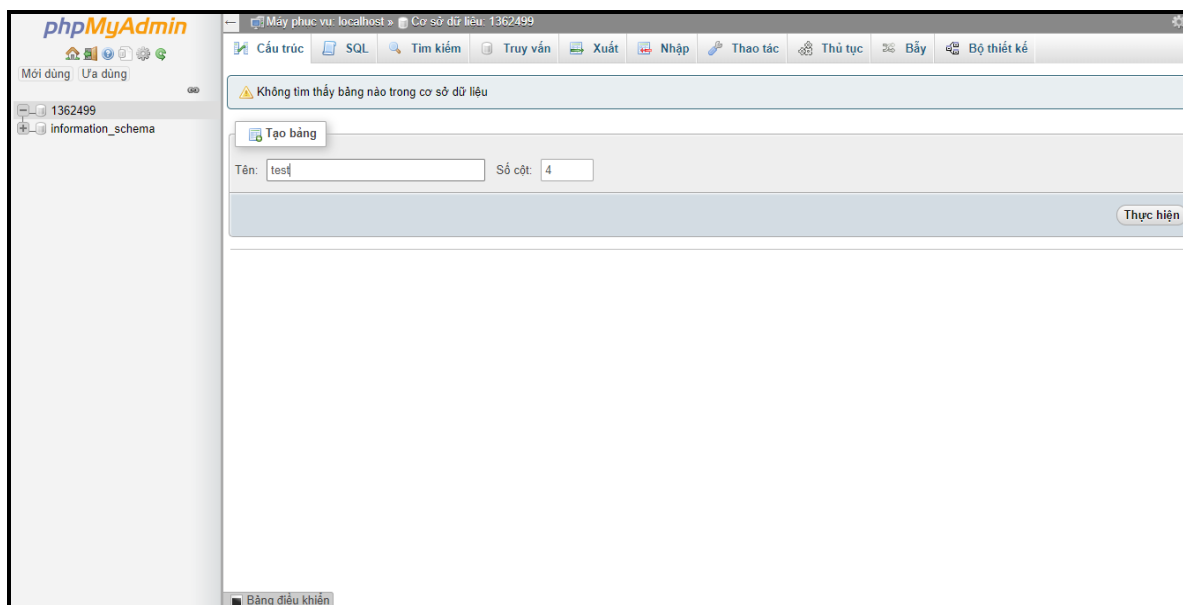 phpMyAdmin
Máy phục vụ: localhost » Cơ sở dữ liệu: 1362499
Cấu trúc SQL Tìm kiếm Truy vấn Xuất Nhập Thao tác Thủ tục Bẫy Bộ thiết kế
Mới dùng Ưa dùng
1362499
information_schema
Không tìm thấy bảng nào trong cơ sở dữ liệu
Tạo bảng
Tên: test Số cột: 4
Thực hiện
Bảng điều khiển